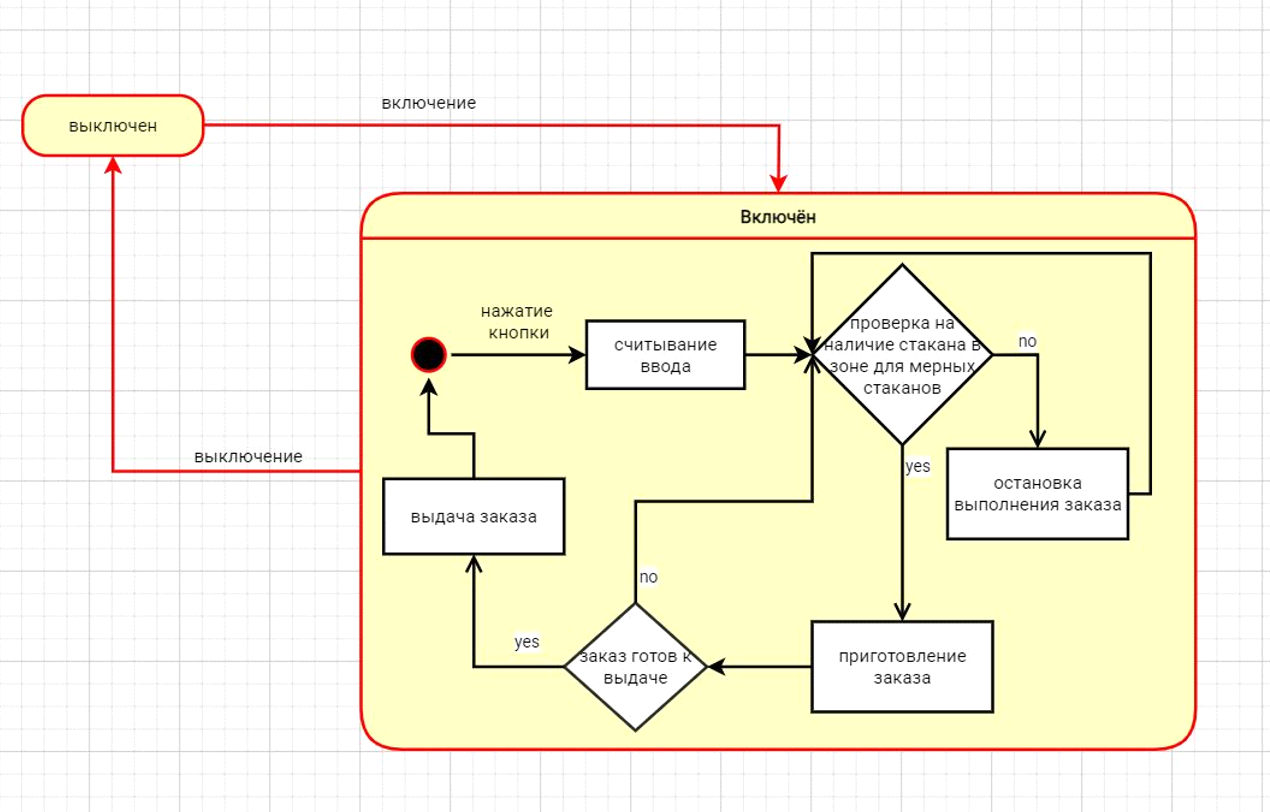 включение
выключен
Включён
нажатие
кнопки
считывание
ввода
проверка на
наличие стакана в
зоне для мерных
стаканов
no
выключение
yes
остановка
выполнения заказа
выдача заказа
no
yes
заказ готов к
выдаче
приготовление
заказа